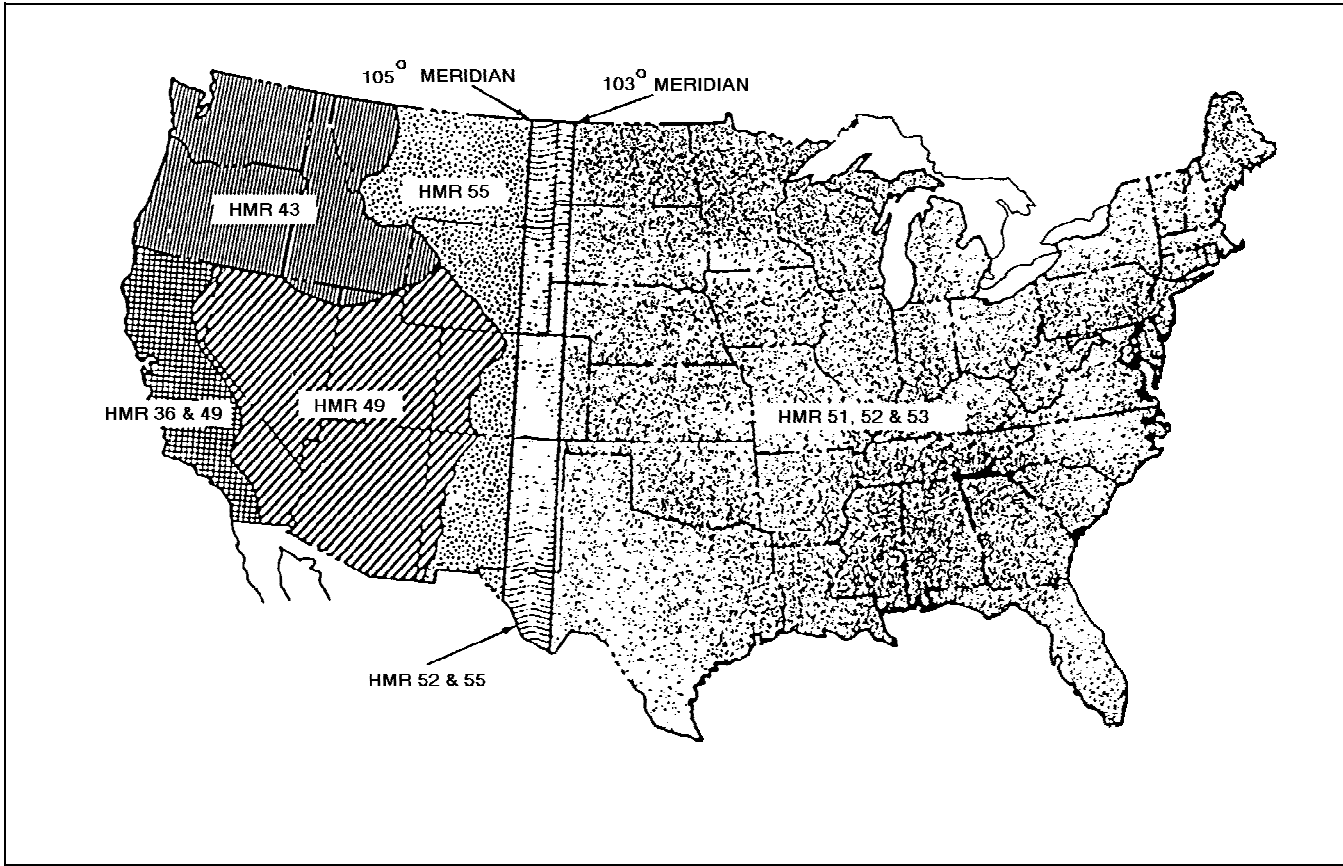 105° MERIDIAN
103° MERIDIAN
HMR 55
HMR 43
HMR 49
HMR 36 & 49
HMR 51, 52 & 53
HMR 52 & 55